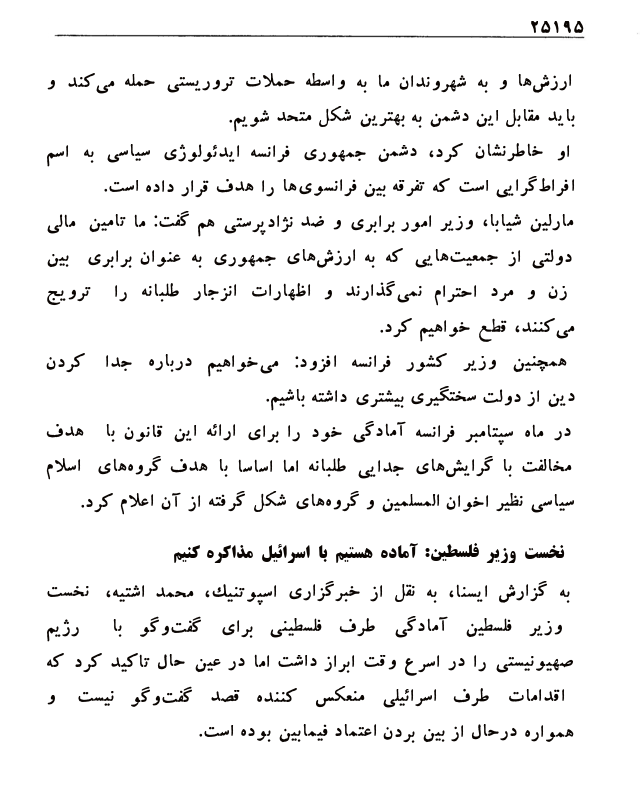 ۲۵۱۹۵
ارزش‌ها و به شهروندان ما به واسطه حملات تروریستی حمله می‌کند و
باید مقابل این دشمن به بهترین شکل متحد شویم.
او خاطرنشان کرد، دشمن جمهوری فرانسه ایدئولوژی سیاسی به اسم
افراط‌گرایی است که تفرقه بین فرانسوی‌ها را هدف قرار داده است.
مارلین شیابا، وزیر امور برابری و ضد نژادپرستی هم گفت: ما تامین مالی
دولتی از جمعیت‌هایی که به ارزش‌های جمهوری به عنوان برابری بین
زن و مرد احترام نمی‌گذارند و اظهارات انزجار طلبانه را ترویج
می‌کنند، قطع خواهیم کرد.
همچنین وزیر کشور فرانسه افزود: می‌خواهیم درباره جدا کردن
دین از دولت سختگیری بیشتری داشته باشیم.
در ماه سپتامبر فرانسه آمادگی خود را برای ارائه این قانون با هدف
مخالفت با گرایش‌های جدایی طلبانه اما اساسا با هدف گروه‌های اسلام
سیاسی نظیر اخوان المسلمین و گروه‌های شکل گرفته از آن اعلام کرد.
نخست وزیر فلسطین: آماده هستیم با اسرائیل مذاکره کنیم
به گزارش ایسنا، به نقل از خبرگزاری اسپوتنیك، محمد اشتیه، نخست
وزیر فلسطین آمادگی طرف فلسطینی برای گفت‌وگو با رژیم
صهیونیستی را در اسرع وقت ابراز داشت اما در عین حال تاکید کرد که
اقدامات طرف اسرائیلی منعکس کننده قصد گفت‌وگو نیست و
همواره درحال از بین بردن اعتماد فیمابین بوده است.